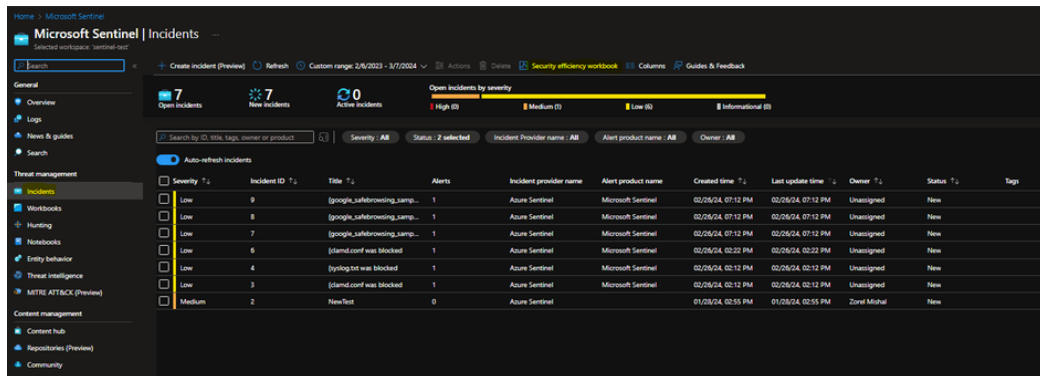 Home > Microsoft Sentinel
Microsoft Sentinel | Incidents ...
Selected workspace: 'sentinel-test'
Search «
+ Create incident (Preview) Refresh Custom range: 2/6/2023 - 3/7/2024 Actions Delete Security efficiency workbook Columns Guides & Feedback
General
Overview
Logs
News & guides
Search
Threat management
Incidents
Workbooks
Hunting
Notebooks
Entity behavior
Threat intelligence
MITRE ATT&CK (Preview)
Content management
Content hub
Repositories (Preview)
Community
7 Open incidents
7 New incidents
0 Active incidents
Open incidents by severity
High (0) Medium (1) Low (6) Informational (0)
Search by ID, title, tags, owner or product Severity : All Status : 2 selected Incident Provider name : All Alert product name : All Owner : All
Auto-refresh incidents
Severity ↑↓ Incident ID ↑↓ Title ↑↓ Alerts Incident provider name Alert product name Created time ↑↓ Last update time ↑↓ Owner ↑↓ Status ↑↓ Tags
Low 9 (google_safebrowsing_samp... 1 Azure Sentinel Microsoft Sentinel 02/26/24, 07:12 PM 02/26/24, 07:12 PM Unassigned New
Low 8 (google_safebrowsing_samp... 1 Azure Sentinel Microsoft Sentinel 02/26/24, 07:12 PM 02/26/24, 07:12 PM Unassigned New
Low 7 (google_safebrowsing_samp... 1 Azure Sentinel Microsoft Sentinel 02/26/24, 07:12 PM 02/26/24, 07:12 PM Unassigned New
Low 6 (clamd.conf was blocked 1 Azure Sentinel Microsoft Sentinel 02/26/24, 02:22 PM 02/26/24, 02:22 PM Unassigned New
Low 4 (syslog.txt was blocked 1 Azure Sentinel Microsoft Sentinel 02/26/24, 02:12 PM 02/26/24, 02:12 PM Unassigned New
Low 3 (clamd.conf was blocked 1 Azure Sentinel Microsoft Sentinel 02/26/24, 02:12 PM 02/26/24, 02:12 PM Unassigned New
Medium 2 NewTest 0 Azure Sentinel 01/28/24, 02:55 PM 01/28/24, 02:55 PM Zorel Mishal New